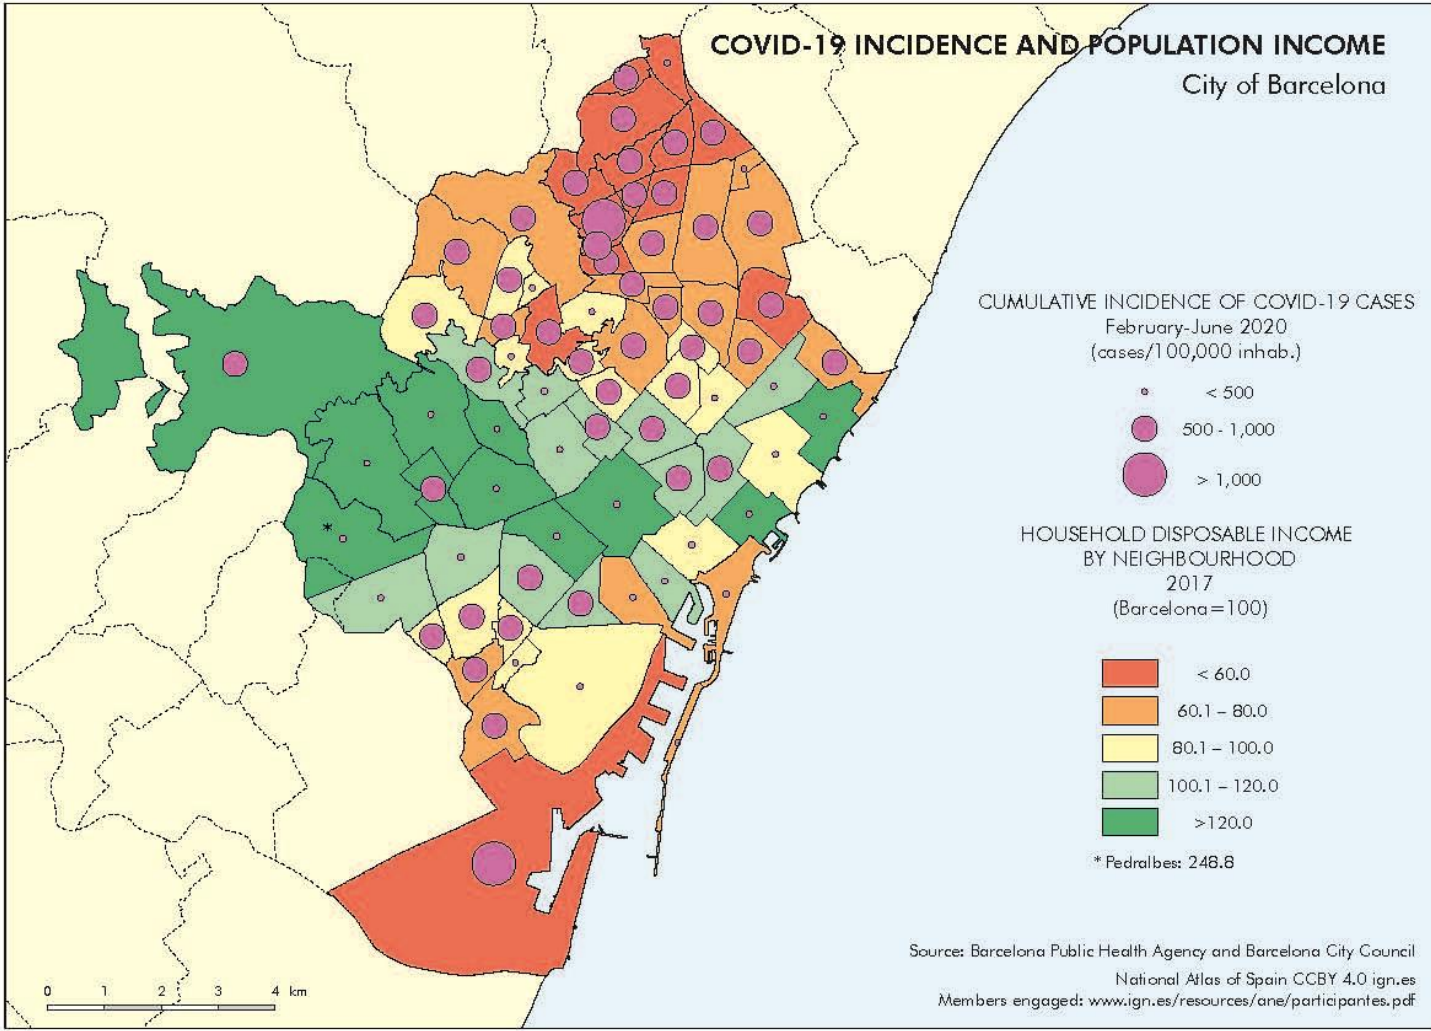 COVID-19 INCIDENCE AND POPULATION INCOME
City of Barcelona
CUMULATIVE INCIDENCE OF COVID-19 CASES
February-June 2020
(cases/100,000 inhab.)
< 500
500 - 1,000
> 1,000
HOUSEHOLD DISPOSABLE INCOME
BY NEIGHBOURHOOD
2017
(Barcelona=100)
< 60.0
60.1 – 80.0
80.1 – 100.0
100.1 – 120.0
>120.0
* Pedralbes: 248.8
*
Source: Barcelona Public Health Agency and Barcelona City Council
National Atlas of Spain CCBY 4.0 ign.es
Members engaged: www.ign.es/resources/ane/participantes.pdf
0 1 2 3 4 km